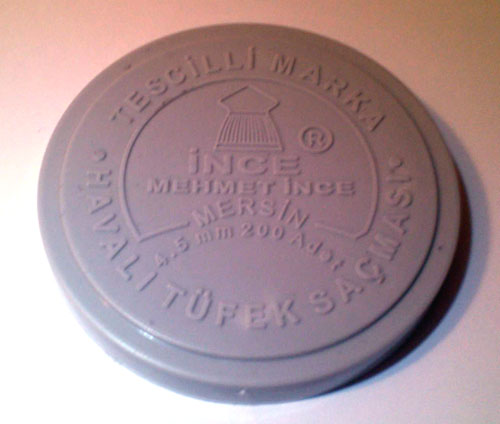 TESCİLLİ MARKA
®
İNCE
MEHMET İNCE
MERSİN
4.5 mm 200 Adet
• HAVALI TÜFEK SAÇMASI •